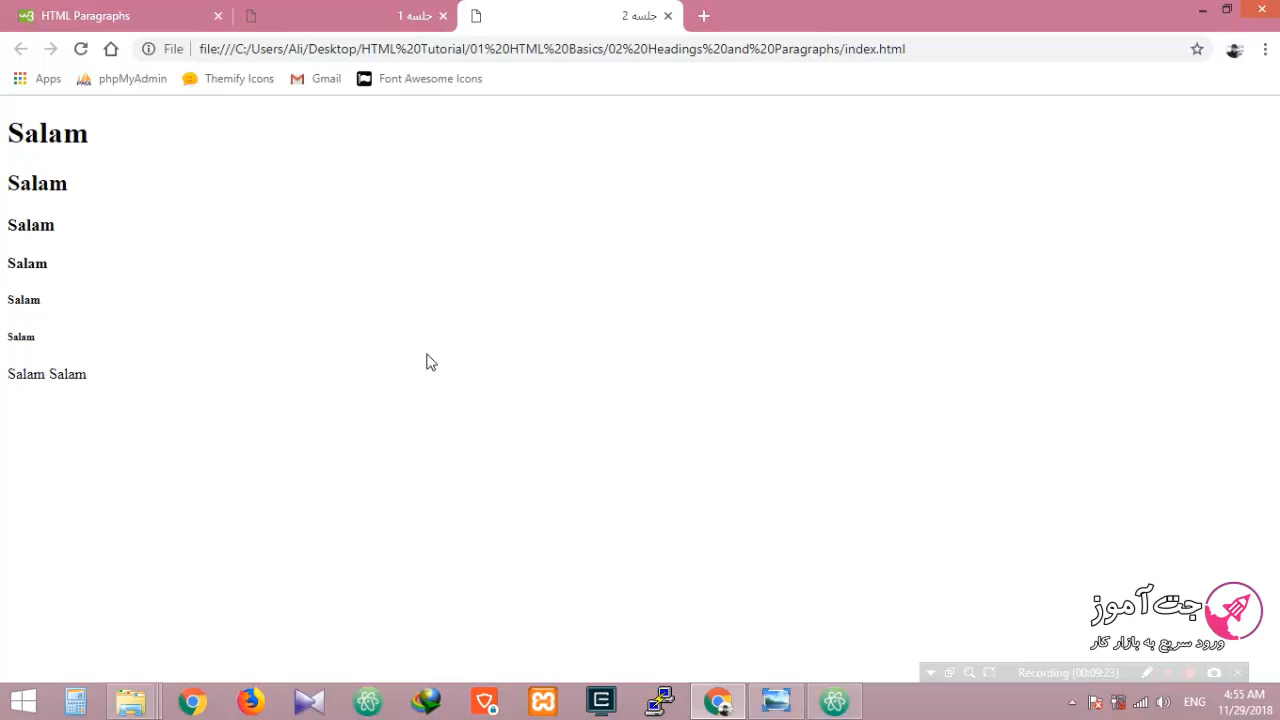 HTML Paragraphs
جلسه 1
جلسه 2
File
file:///C:/Users/Ali/Desktop/HTML%20Tutorial/01%20HTML%20Basics/02%20Headings%20and%20Paragraphs/index.html
Apps
phpMyAdmin
Themify Icons
Gmail
Font Awesome Icons
Salam
Salam
Salam
Salam
Salam
Salam
Salam Salam
جت آموز
ورود سریع به بازار کار
Recording [00:09:23]
ENG
4:55 AM
11/29/2018